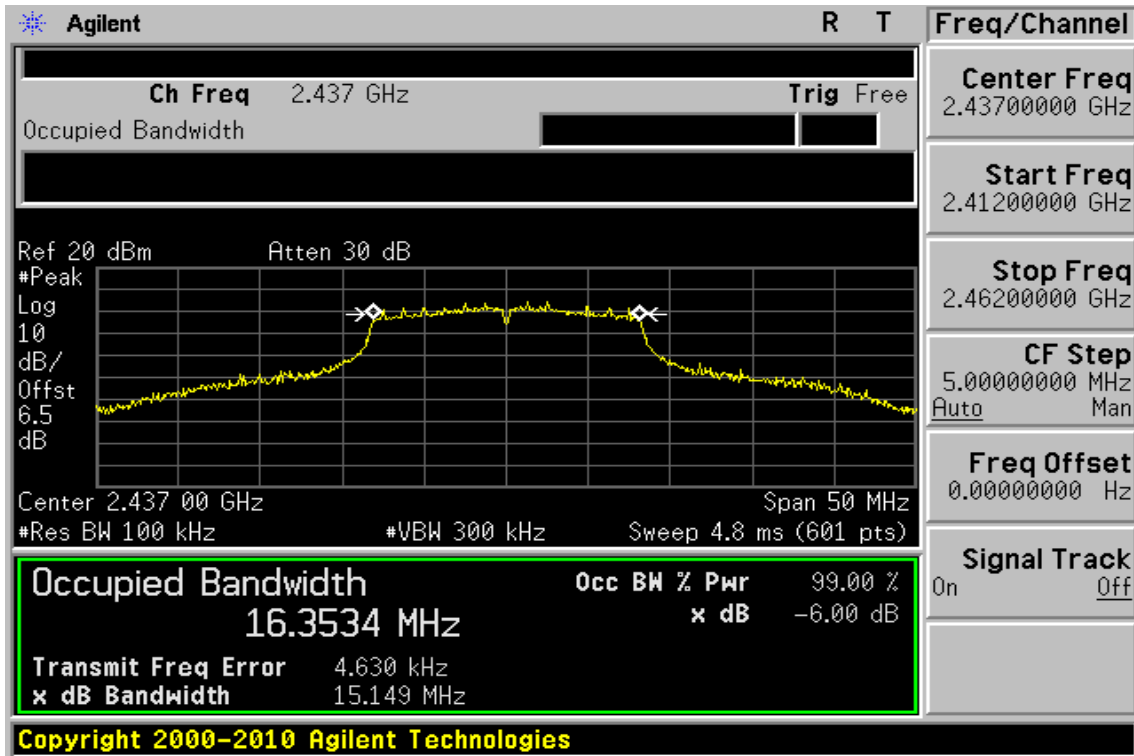 Agilent R T
Ch Freq 2.437 GHz Trig Free
Occupied Bandwidth
Ref 20 dBm Atten 30 dB
#Peak
Log
10
dB/
Offst
6.5
dB
Center 2.437 00 GHz Span 50 MHz
#Res BW 100 kHz #VBW 300 kHz Sweep 4.8 ms (601 pts)
Occupied Bandwidth
16.3534 MHz
Occ BW % Pwr 99.00 %
x dB -6.00 dB
Transmit Freq Error 4.630 kHz
x dB Bandwidth 15.149 MHz
Copyright 2000-2010 Agilent Technologies
Freq/Channel
Center Freq
2.43700000 GHz
Start Freq
2.41200000 GHz
Stop Freq
2.46200000 GHz
CF Step
5.00000000 MHz
Auto Man
Freq Offset
0.00000000 Hz
Signal Track
On Off